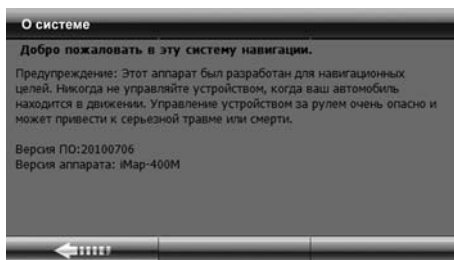 О системе
Добро пожаловать в эту систему навигации.
Предупреждение: Этот аппарат был разработан для навигационных
целей. Никогда не управляйте устройством, когда ваш автомобиль
находится в движении. Управление устройством за рулем очень опасно и
может привести к серьезной травме или смерти.
Версия ПО:20100706
Версия аппарата: iMap-400M